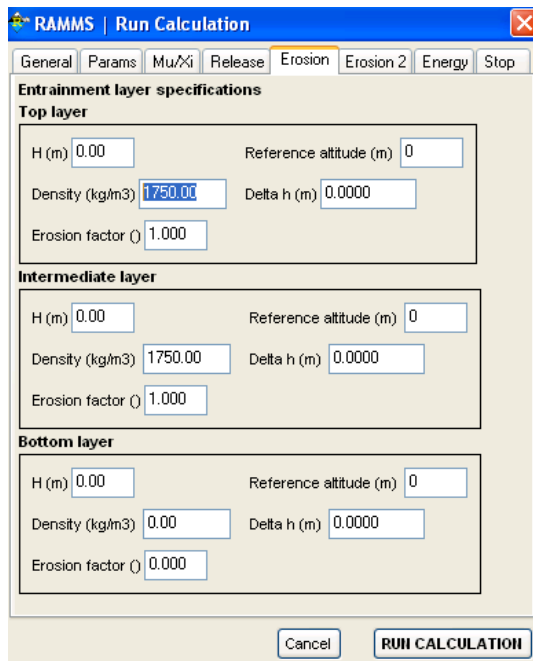 RAMMS | Run Calculation
General Params Mu/Xi Release Erosion Erosion 2 Energy Stop
Entrainment layer specifications
Top layer
H (m) 0.00 Reference altitude (m) 0
Density (kg/m3) 1750.00 Delta h (m) 0.0000
Erosion factor () 1.000
Intermediate layer
H (m) 0.00 Reference altitude (m) 0
Density (kg/m3) 1750.00 Delta h (m) 0.0000
Erosion factor () 1.000
Bottom layer
H (m) 0.00 Reference altitude (m) 0
Density (kg/m3) 0.00 Delta h (m) 0.0000
Erosion factor () 0.000
Cancel RUN CALCULATION